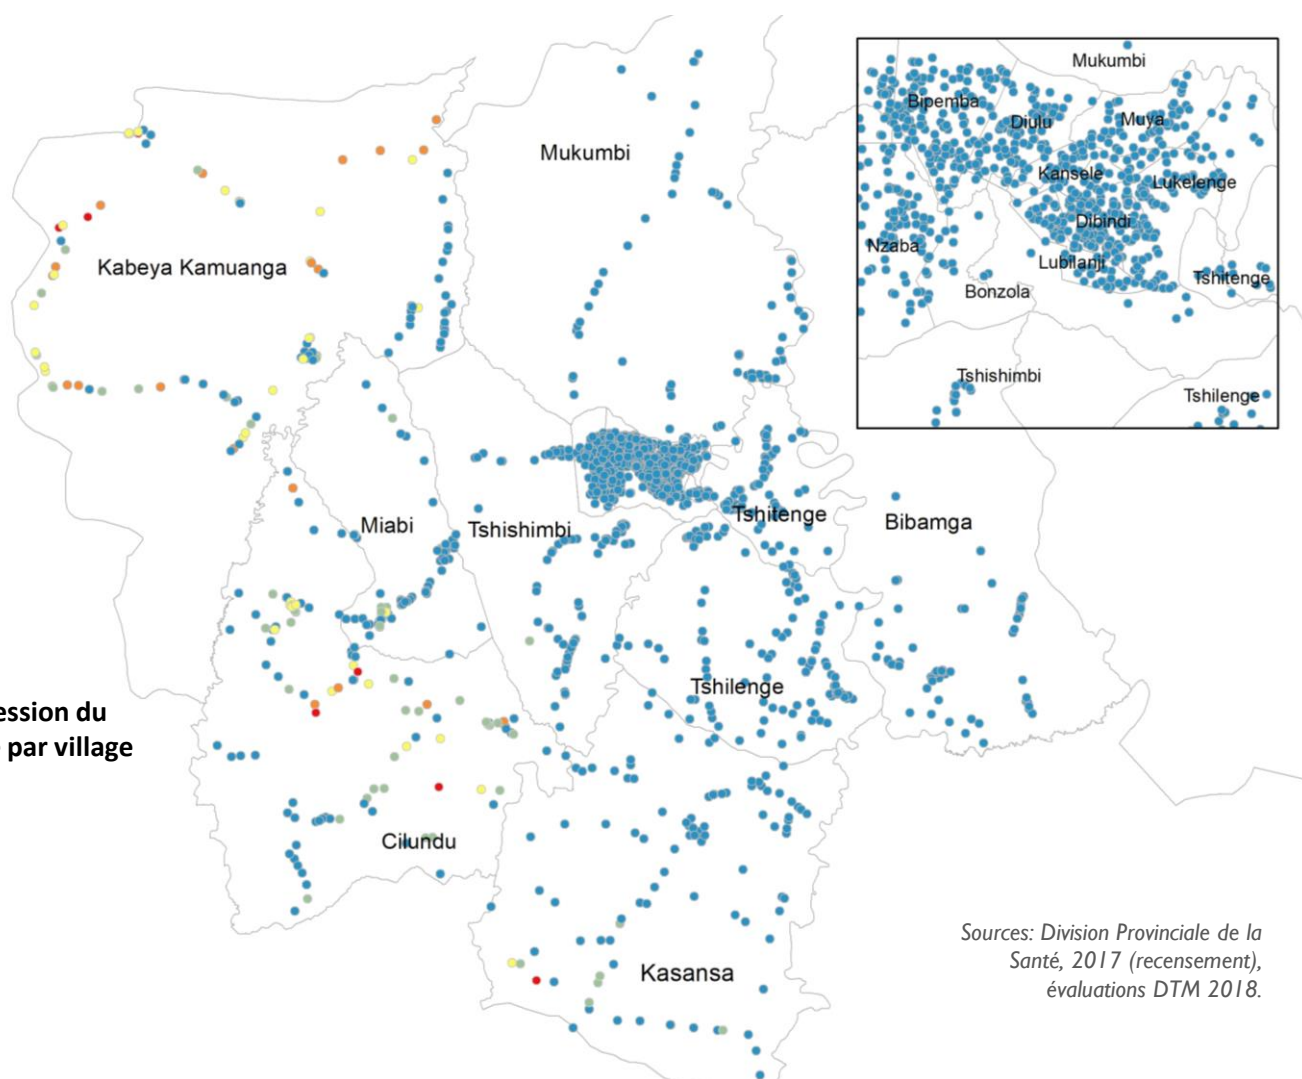 Mukumbi
Mukumbi
Bipemba
Diulu
Muya
Kansele
Lukelenge
Dibindi
Nzaba
Lubilanji
Tshitenge
Bonzola
Tshishimbi
Tshilenge
Kabeya Kamuanga
Miabi
Tshishimbi
Tshitenge
Bibamga
Tshilenge
ession du
par village
Cilundu
Kasansa
Sources: Division Provinciale de la
Santé, 2017 (recensement),
évaluations DTM 2018.